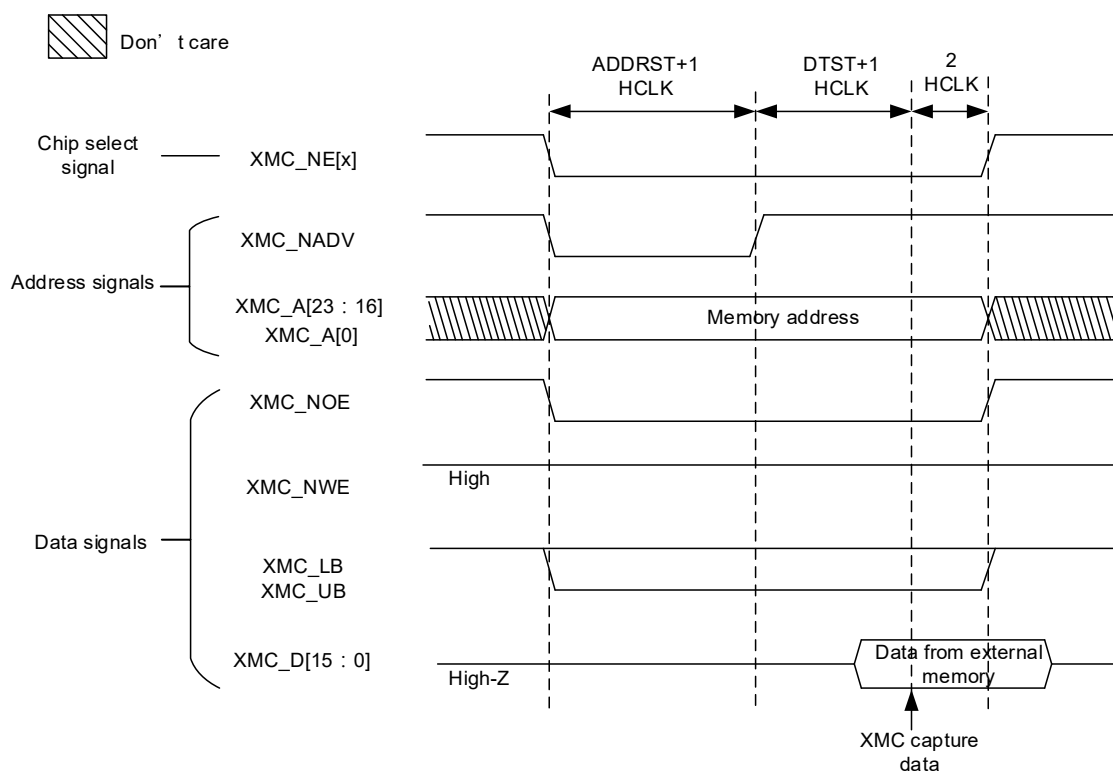 Don’ t care
ADDRST+1
HCLK
DTST+1
HCLK
2
HCLK
Chip select
signal
XMC_NE[x]
XMC_NADV
Address signals
XMC_A[23 : 16]
XMC_A[0]
Memory address
XMC_NOE
High
XMC_NWE
Data signals
XMC_LB
XMC_UB
XMC_D[15 : 0]
High-Z
Data from external
memory
XMC capture
data